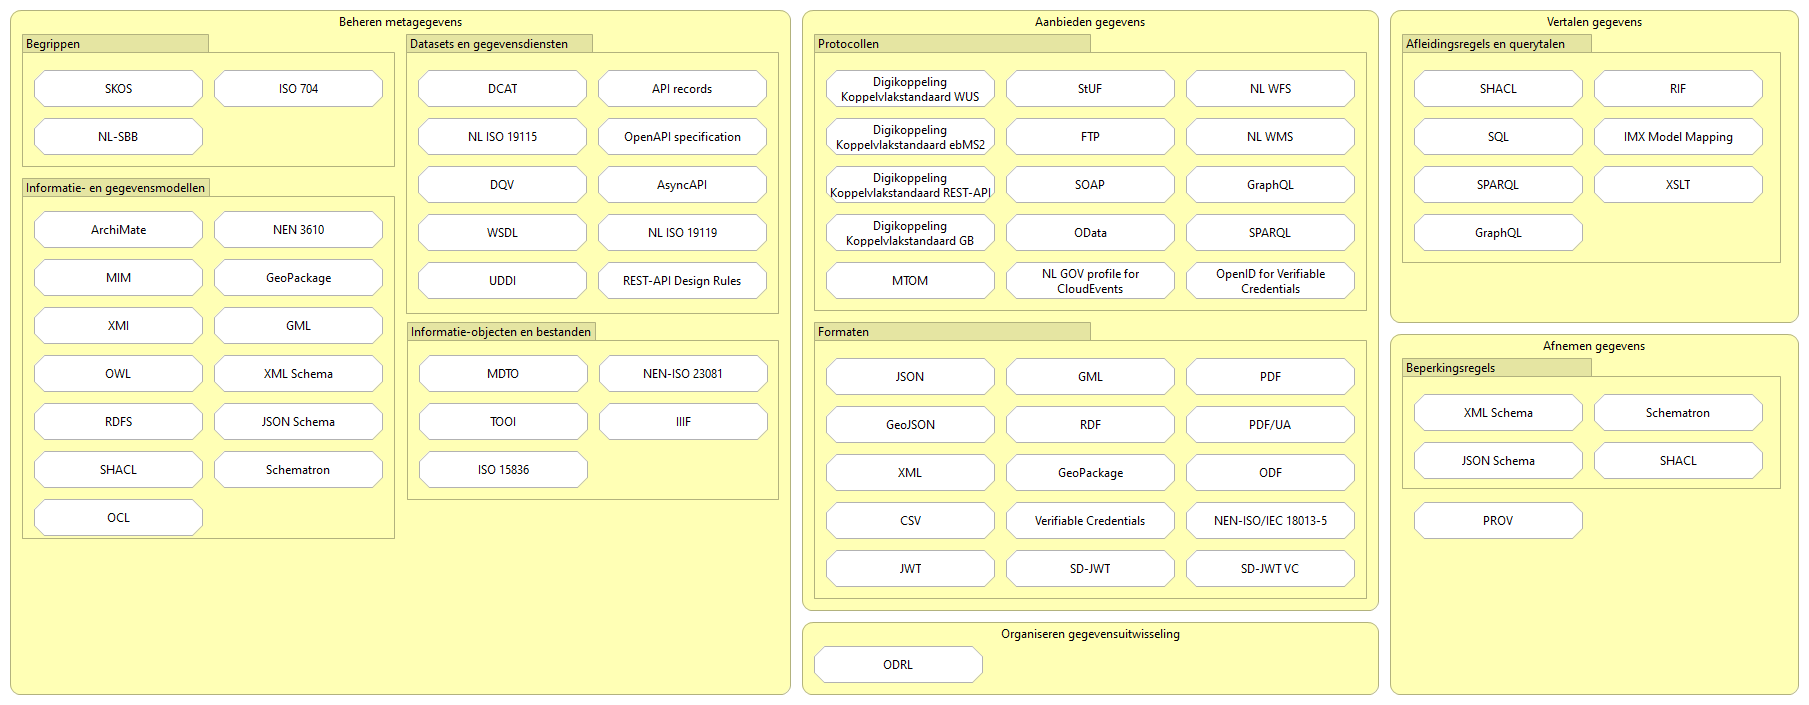 Beheren metagegevens
Begrippen
SKOS
ISO 704
NL-SBB
Informatie- en gegevensmodellen
ArchiMate
NEN 3610
MIM
GeoPackage
XMI
GML
OWL
XML Schema
RDFS
JSON Schema
SHACL
Schematron
OCL
Datasets en gegevensdiensten
DCAT
API records
NL ISO 19115
OpenAPI specification
DQV
AsyncAPI
WSDL
NL ISO 19119
UDDI
REST-API Design Rules
Informatie-objecten en bestanden
MDTO
NEN-ISO 23081
TOOI
IIIF
ISO 15836
Aanbieden gegevens
Protocollen
Digikoppeling
Koppelvlakstandaard WUS
StUF
NL WFS
Digikoppeling
Koppelvlakstandaard ebMS2
FTP
NL WMS
Digikoppeling
Koppelvlakstandaard REST-API
SOAP
GraphQL
Digikoppeling
Koppelvlakstandaard GB
OData
SPARQL
MTOM
NL GOV profile for
CloudEvents
OpenID for Verifiable
Credentials
Formaten
JSON
GML
PDF
GeoJSON
RDF
PDF/UA
XML
GeoPackage
ODF
CSV
Verifiable Credentials
NEN-ISO/IEC 18013-5
JWT
SD-JWT
SD-JWT VC
Organiseren gegevensuitwisseling
ODRL
Vertalen gegevens
Afleidingsregels en querytalen
SHACL
RIF
SQL
IMX Model Mapping
SPARQL
XSLT
GraphQL
Afnemen gegevens
Beperkingsregels
XML Schema
Schematron
JSON Schema
SHACL
PROV